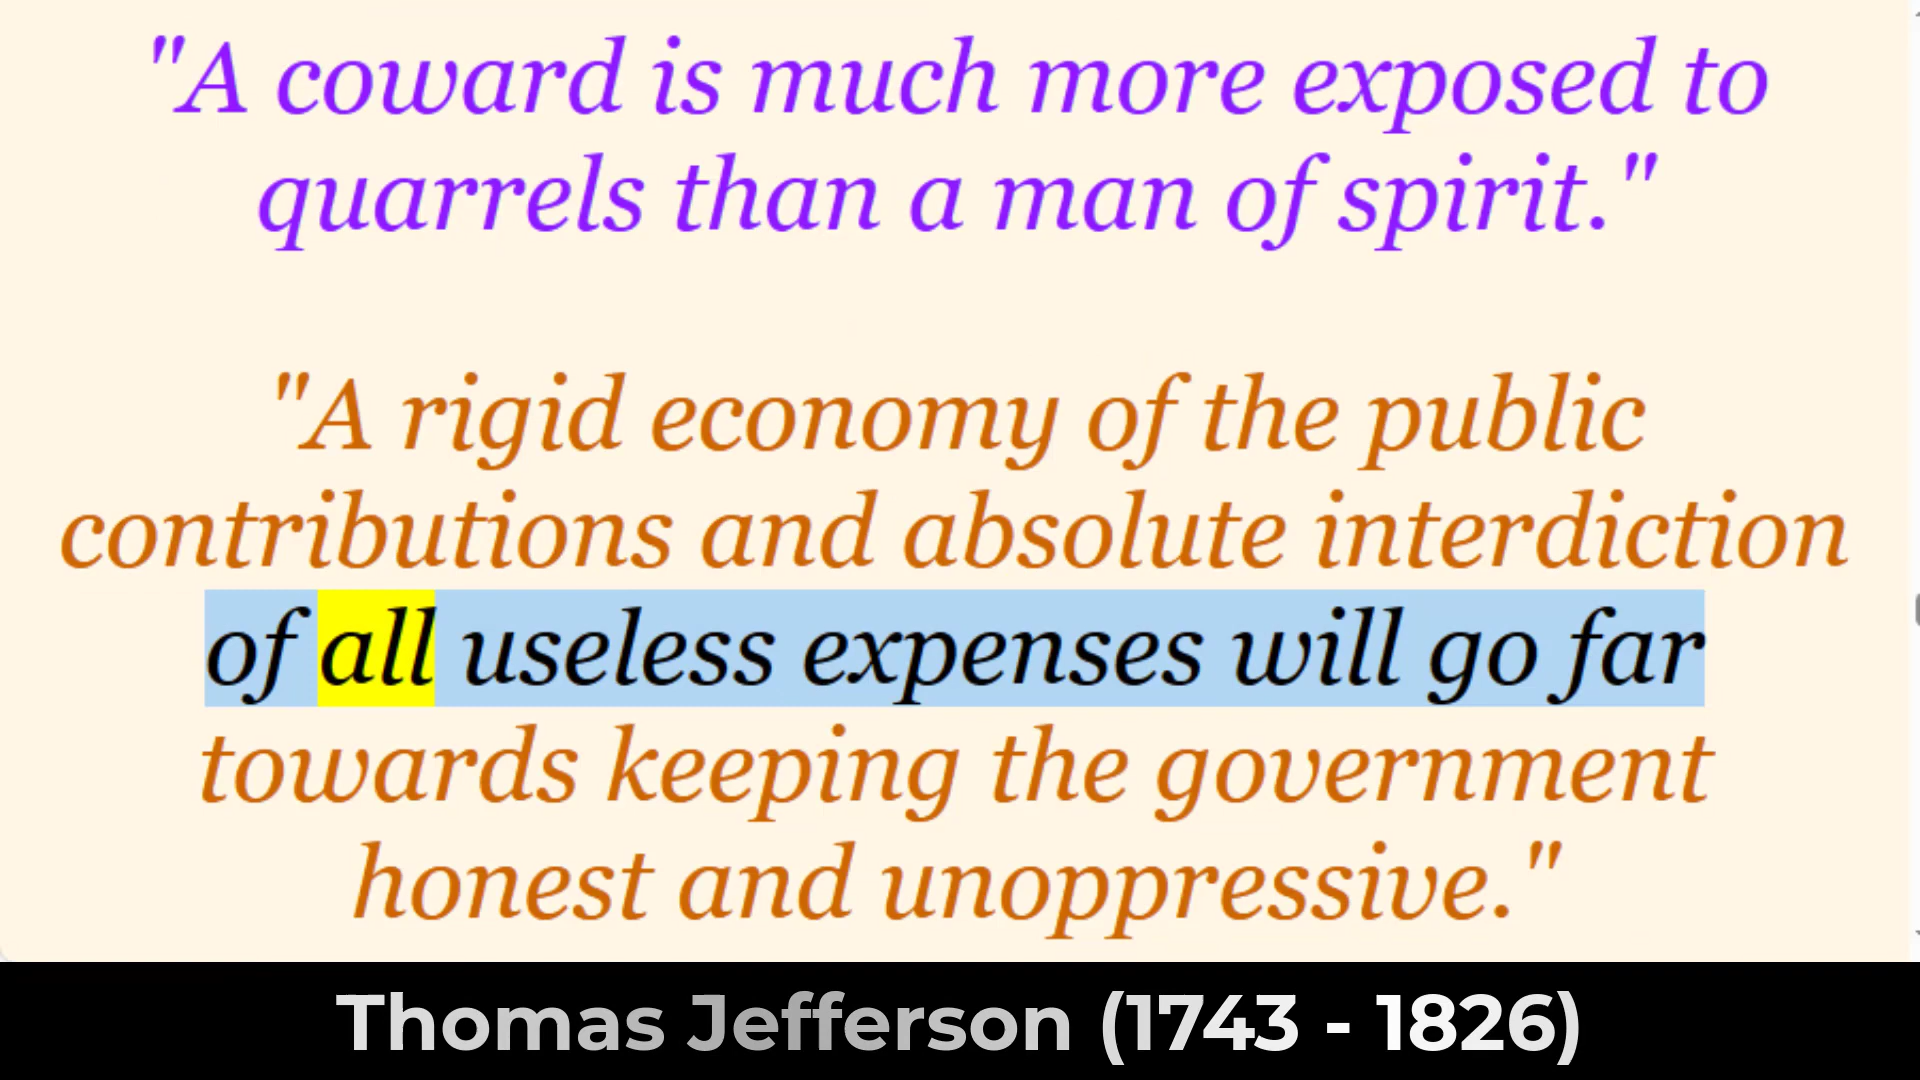 "A coward is much more exposed to
quarrels than a man of spirit."
"A rigid economy of the public
contributions and absolute interdiction
of all useless expenses will go far
towards keeping the government
honest and unoppressive."
Thomas Jefferson (1743 - 1826)